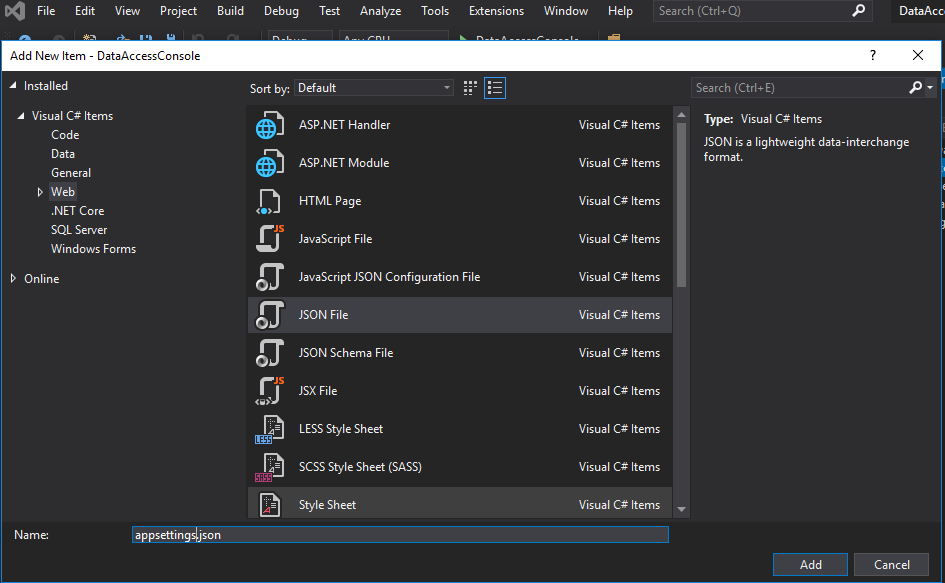 File Edit View Project Build Debug Test Analyze Tools Extensions Window Help Search (Ctrl+Q) DataAcce
Add New Item - DataAccessConsole ?
Installed
Sort by: Default
Search (Ctrl+E)
Visual C# Items
Code
Data
General
Web
.NET Core
SQL Server
Windows Forms
Online
ASP.NET Handler Visual C# Items
ASP.NET Module Visual C# Items
HTML Page Visual C# Items
JavaScript File Visual C# Items
JavaScript JSON Configuration File Visual C# Items
JSON File Visual C# Items
JSON Schema File Visual C# Items
JSX File Visual C# Items
LESS Style Sheet Visual C# Items
SCSS Style Sheet (SASS) Visual C# Items
Style Sheet Visual C# Items
Type: Visual C# Items
JSON is a lightweight data-interchange
format.
Name: appsettings.json
Add Cancel